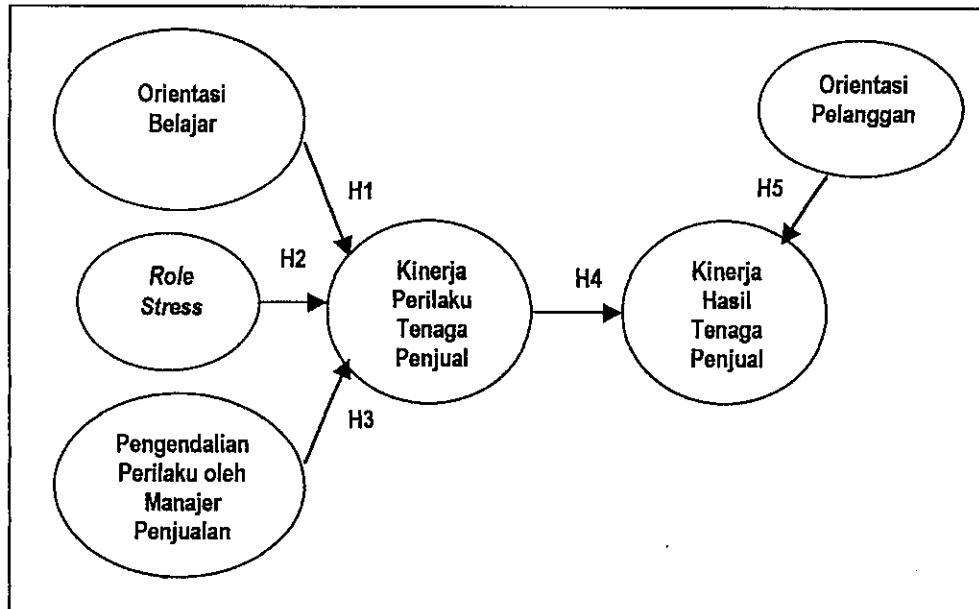 Orientasi
Belajar
H1
Role
Stress
H2
Pengendalian
Perilaku oleh
Manajer
Penjualan
H3
Kinerja
Perilaku
Tenaga
Penjual
H4
Kinerja
Hasil
Tenaga
Penjual
H5
Orientasi
Pelanggan